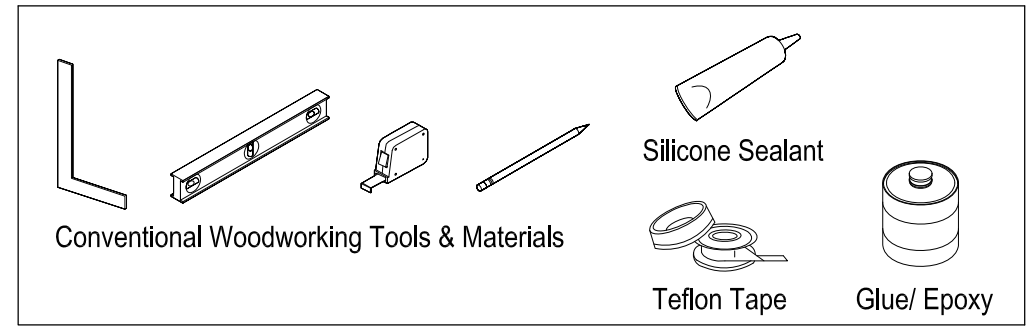 Silicone Sealant
Conventional Woodworking Tools & Materials
Teflon Tape
Glue/ Epoxy